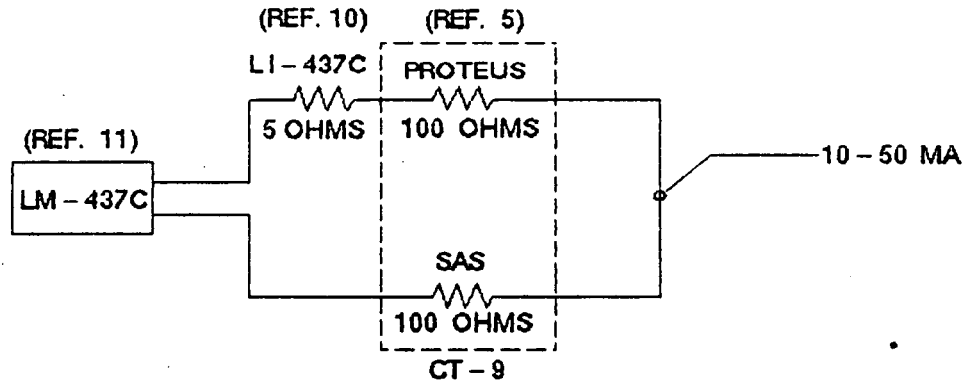 (REF. 10)
(REF. 5)
LI-437C
PROTEUS
5 OHMS
100 OHMS
(REF. 11)
LM-437C
10-50 MA
SAS
100 OHMS
CT-9